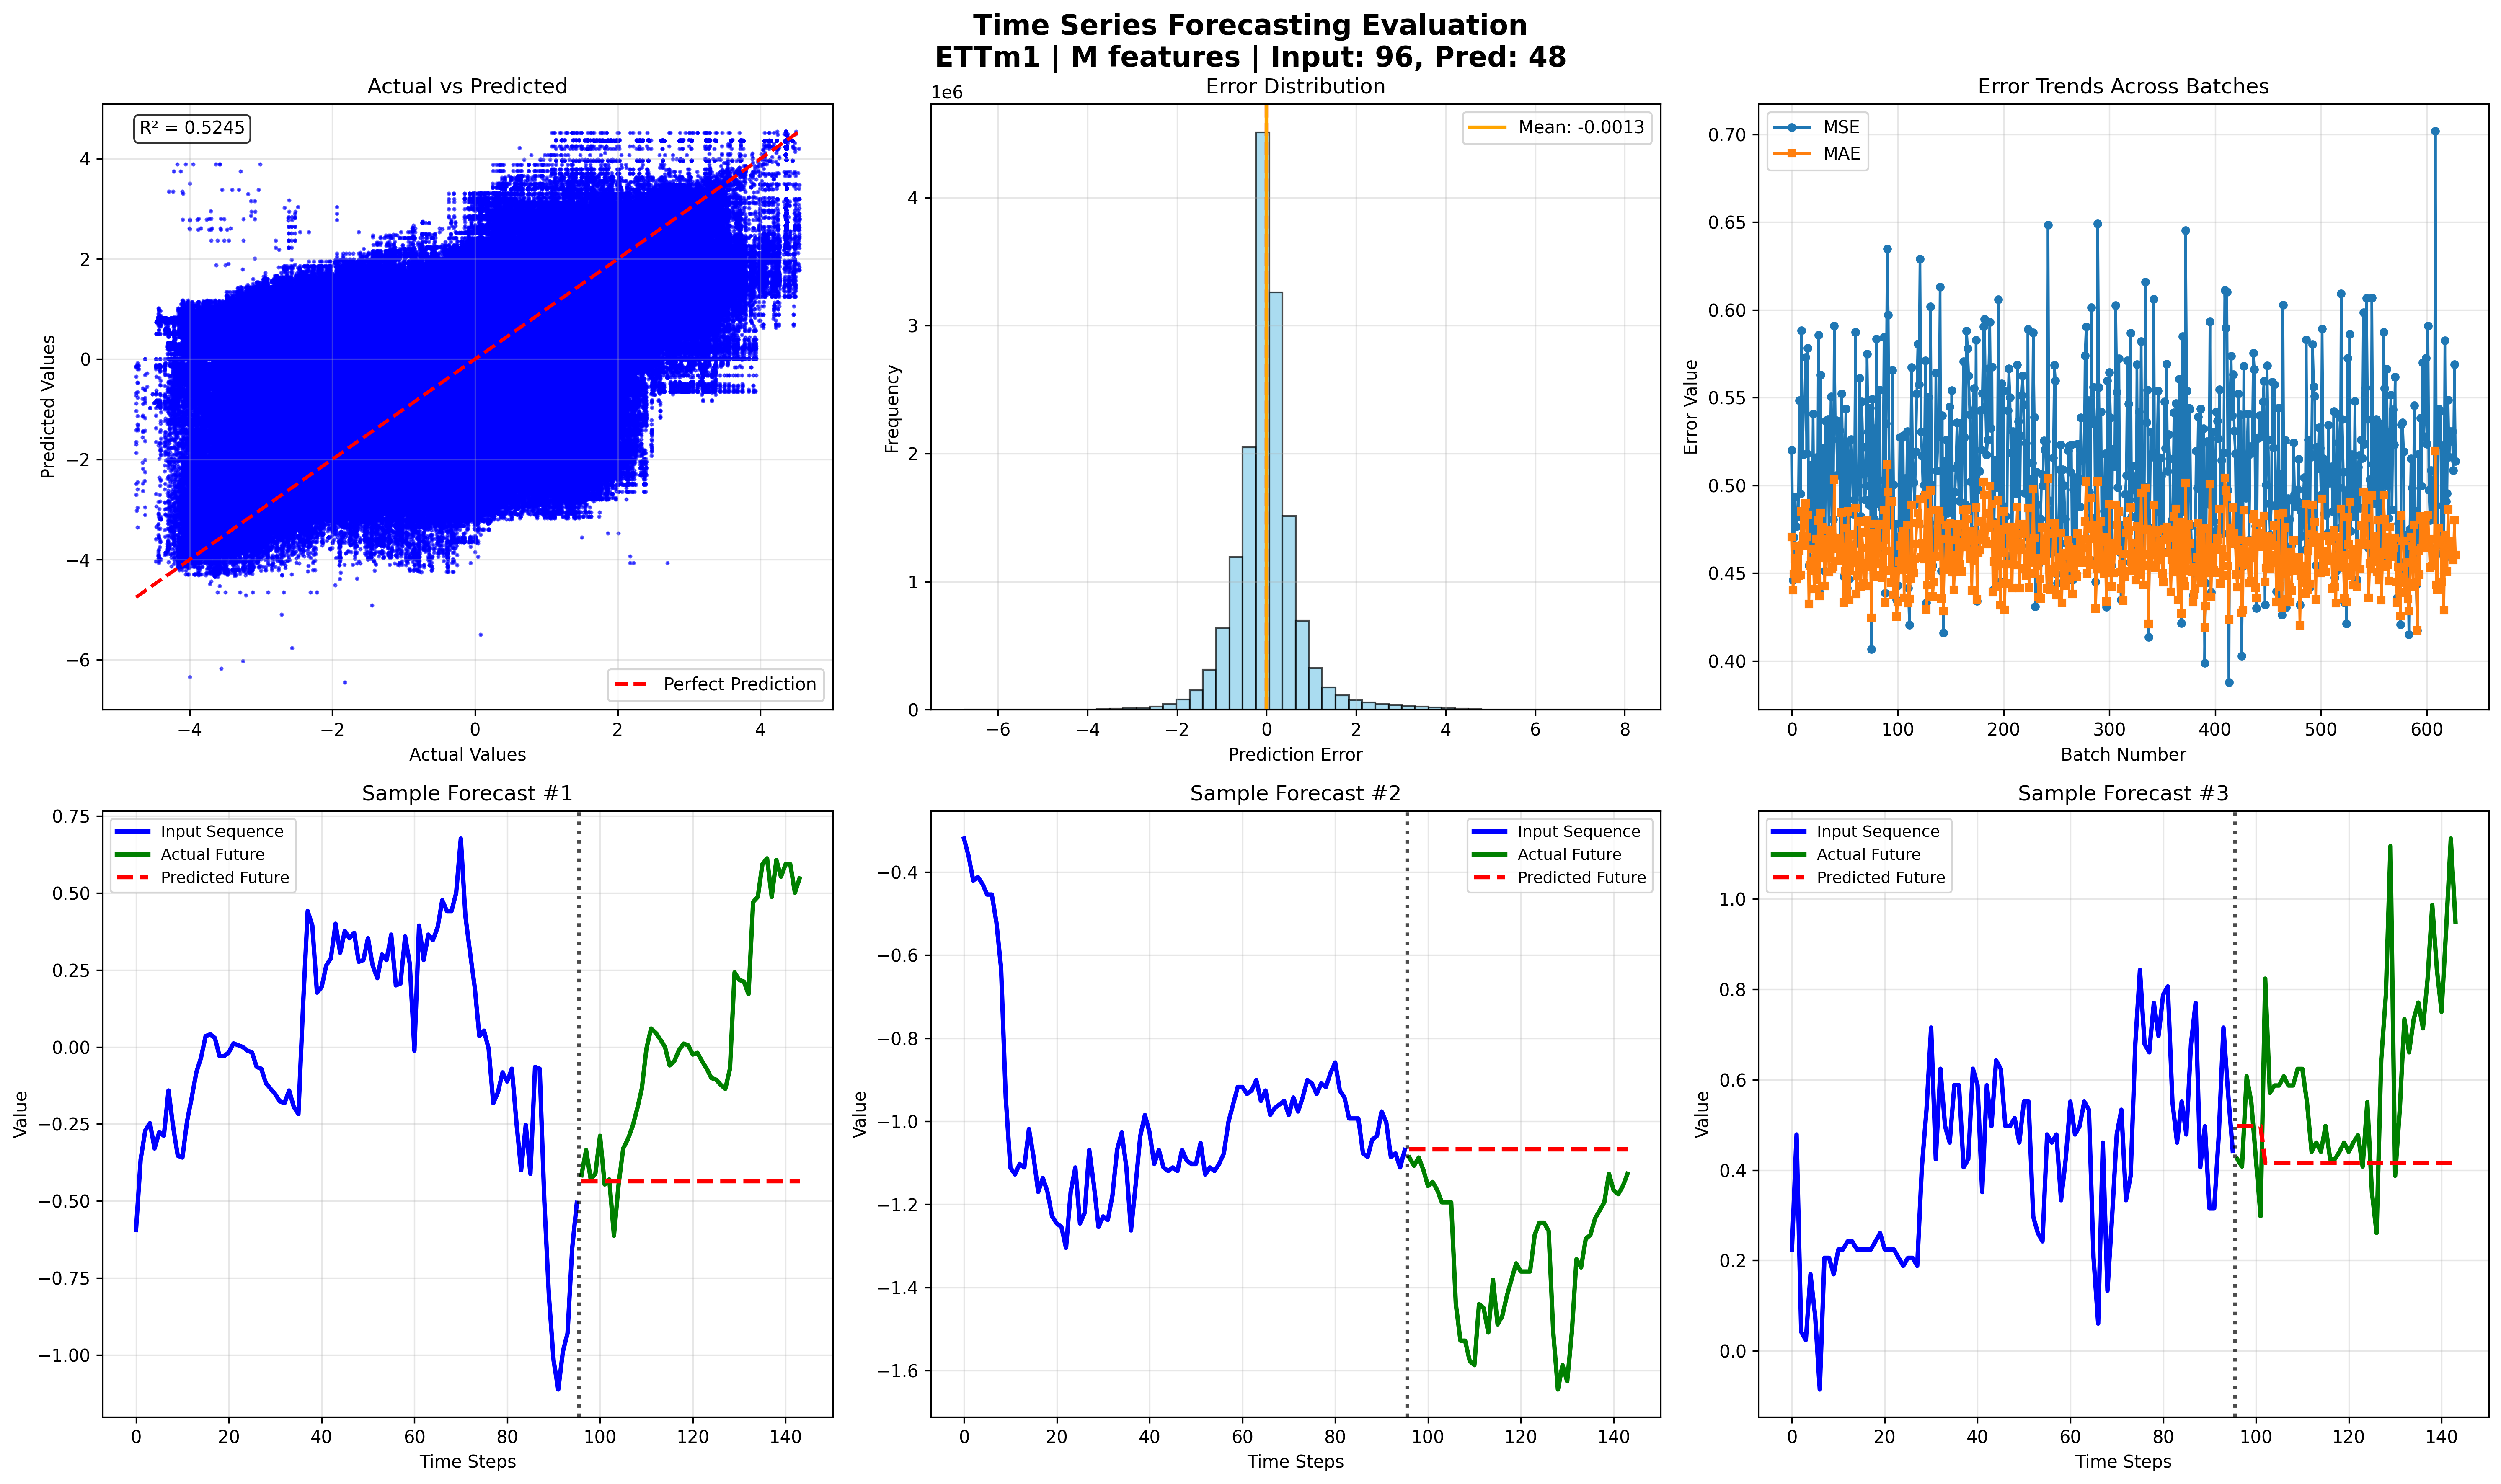 Time Series Forecasting Evaluation
ETTm1 | M features | Input: 96, Pred: 48
Actual vs Predicted
R² = 0.5245
4
2
0
−2
−4
−6
Predicted Values
Perfect Prediction
−4 −2 0 2 4
Actual Values
Error Distribution
1e6
Mean: -0.0013
4
3
2
1
0
Frequency
−6 −4 −2 0 2 4 6 8
Prediction Error
Error Trends Across Batches
MSE
MAE
0.70
0.65
0.60
0.55
0.50
0.45
0.40
Error Value
0 100 200 300 400 500 600
Batch Number
Sample Forecast #1
Input Sequence
Actual Future
Predicted Future
0.75
0.50
0.25
0.00
−0.25
−0.50
−0.75
−1.00
Value
0 20 40 60 80 100 120 140
Time Steps
Sample Forecast #2
Input Sequence
Actual Future
Predicted Future
−0.4
−0.6
−0.8
−1.0
−1.2
−1.4
−1.6
Value
0 20 40 60 80 100 120 140
Time Steps
Sample Forecast #3
Input Sequence
Actual Future
Predicted Future
1.0
0.8
0.6
0.4
0.2
0.0
Value
0 20 40 60 80 100 120 140
Time Steps